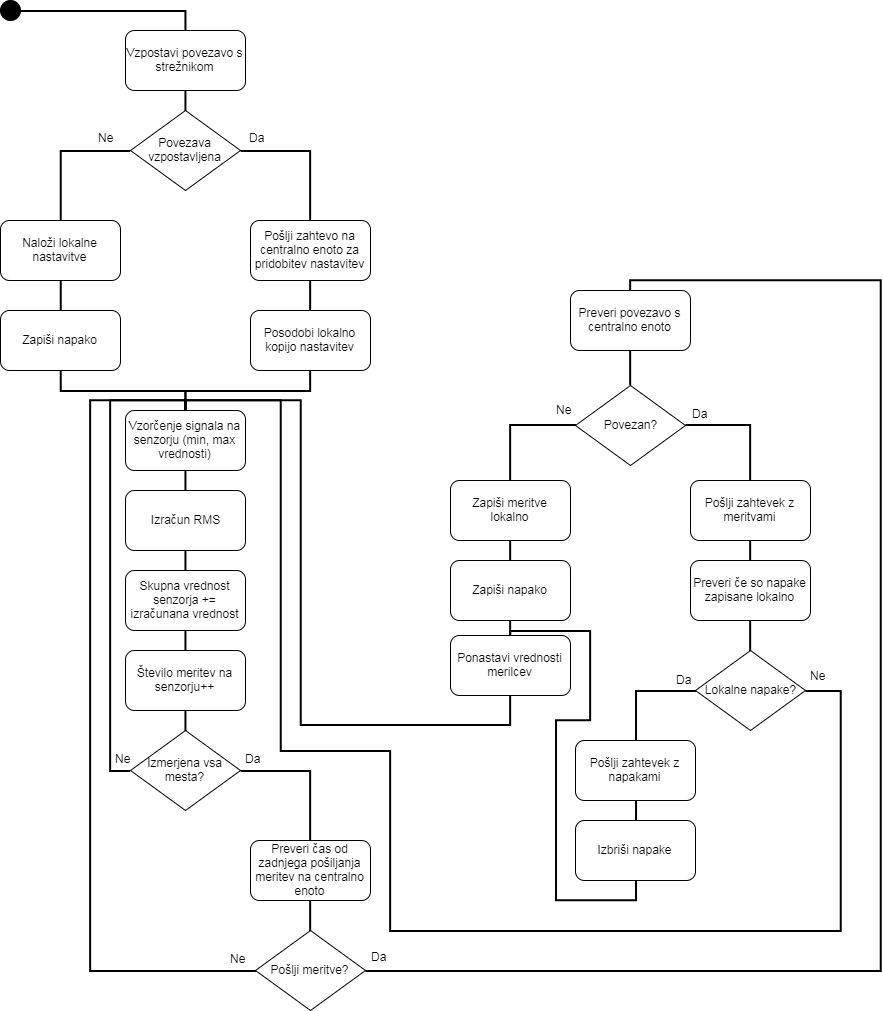 Vzpostavi povezavo s
strežnikom
Ne
Povezava
vzpostavljena
Da
Naloži lokalne
nastavitve
Zapiši napako
Pošlji zahtevo na
centralno enoto za
pridobitev nastavitev
Posodobi lokalno
kopijo nastavitev
Vzorčenje signala na
senzorju (min, max
vrednosti)
Izračun RMS
Skupna vrednost
senzorja +=
izračunana vrednost
Število meritev na
senzorju++
Ne
Izmerjena vsa
mesta?
Da
Preveri čas od
zadnjega pošiljanja
meritev na centralno
enoto
Ne
Pošlji meritve?
Da
Preveri povezavo s
centralno enoto
Ne
Povezan?
Da
Zapiši meritve
lokalno
Zapiši napako
Ponastavi vrednosti
merilcev
Pošlji zahtevek z
meritvami
Preveri če so napake
zapisane lokalno
Da
Lokalne napake?
Ne
Pošlji zahtevek z
napakami
Izbriši napake